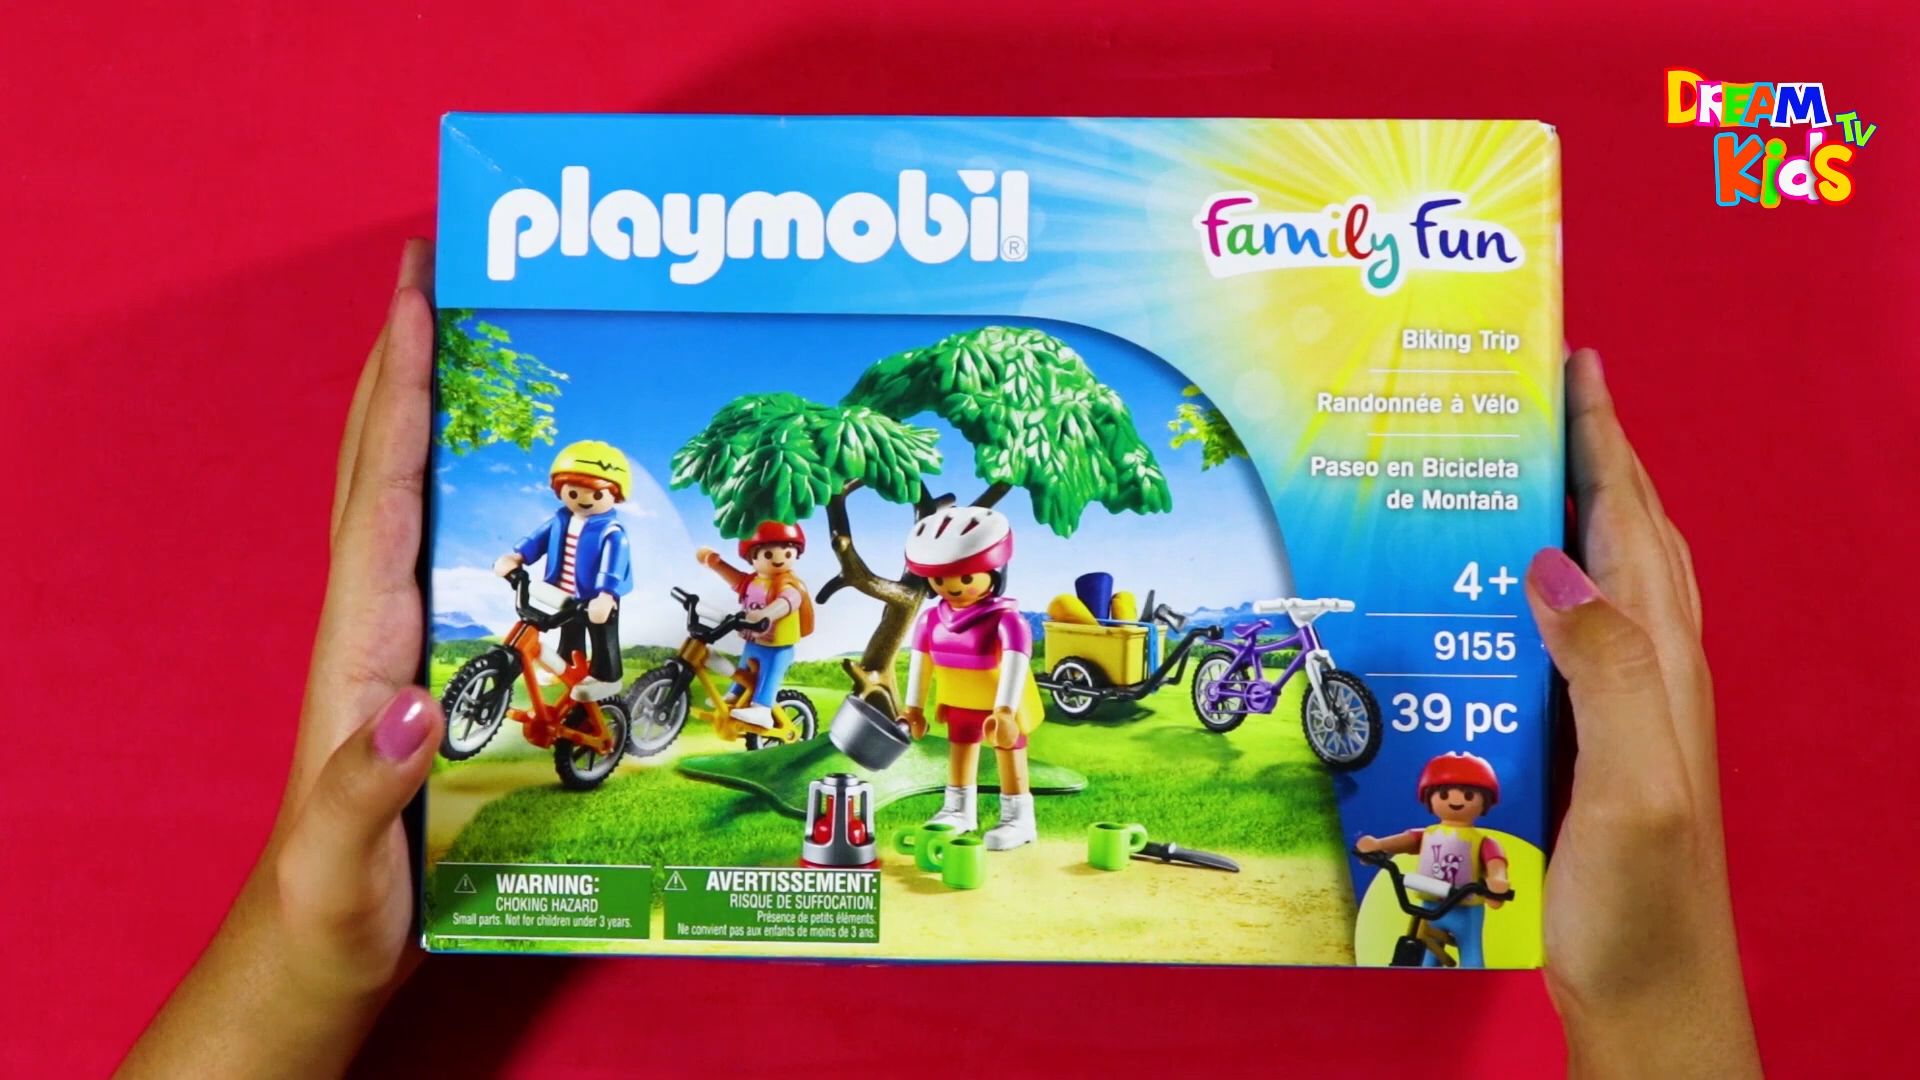 DREAM TV
Kids
playmobil®
family fun
Biking Trip
Randonnée à Vélo
Paseo en Bicicleta
de Montaña
4+
9155
39 pc
WARNING:
CHOKING HAZARD
Small parts. Not for children under 3 years.
AVERTISSEMENT:
RISQUE DE SUFFOCATION.
Présence de petits éléments.
Ne convient pas aux enfants de moins de 3 ans.